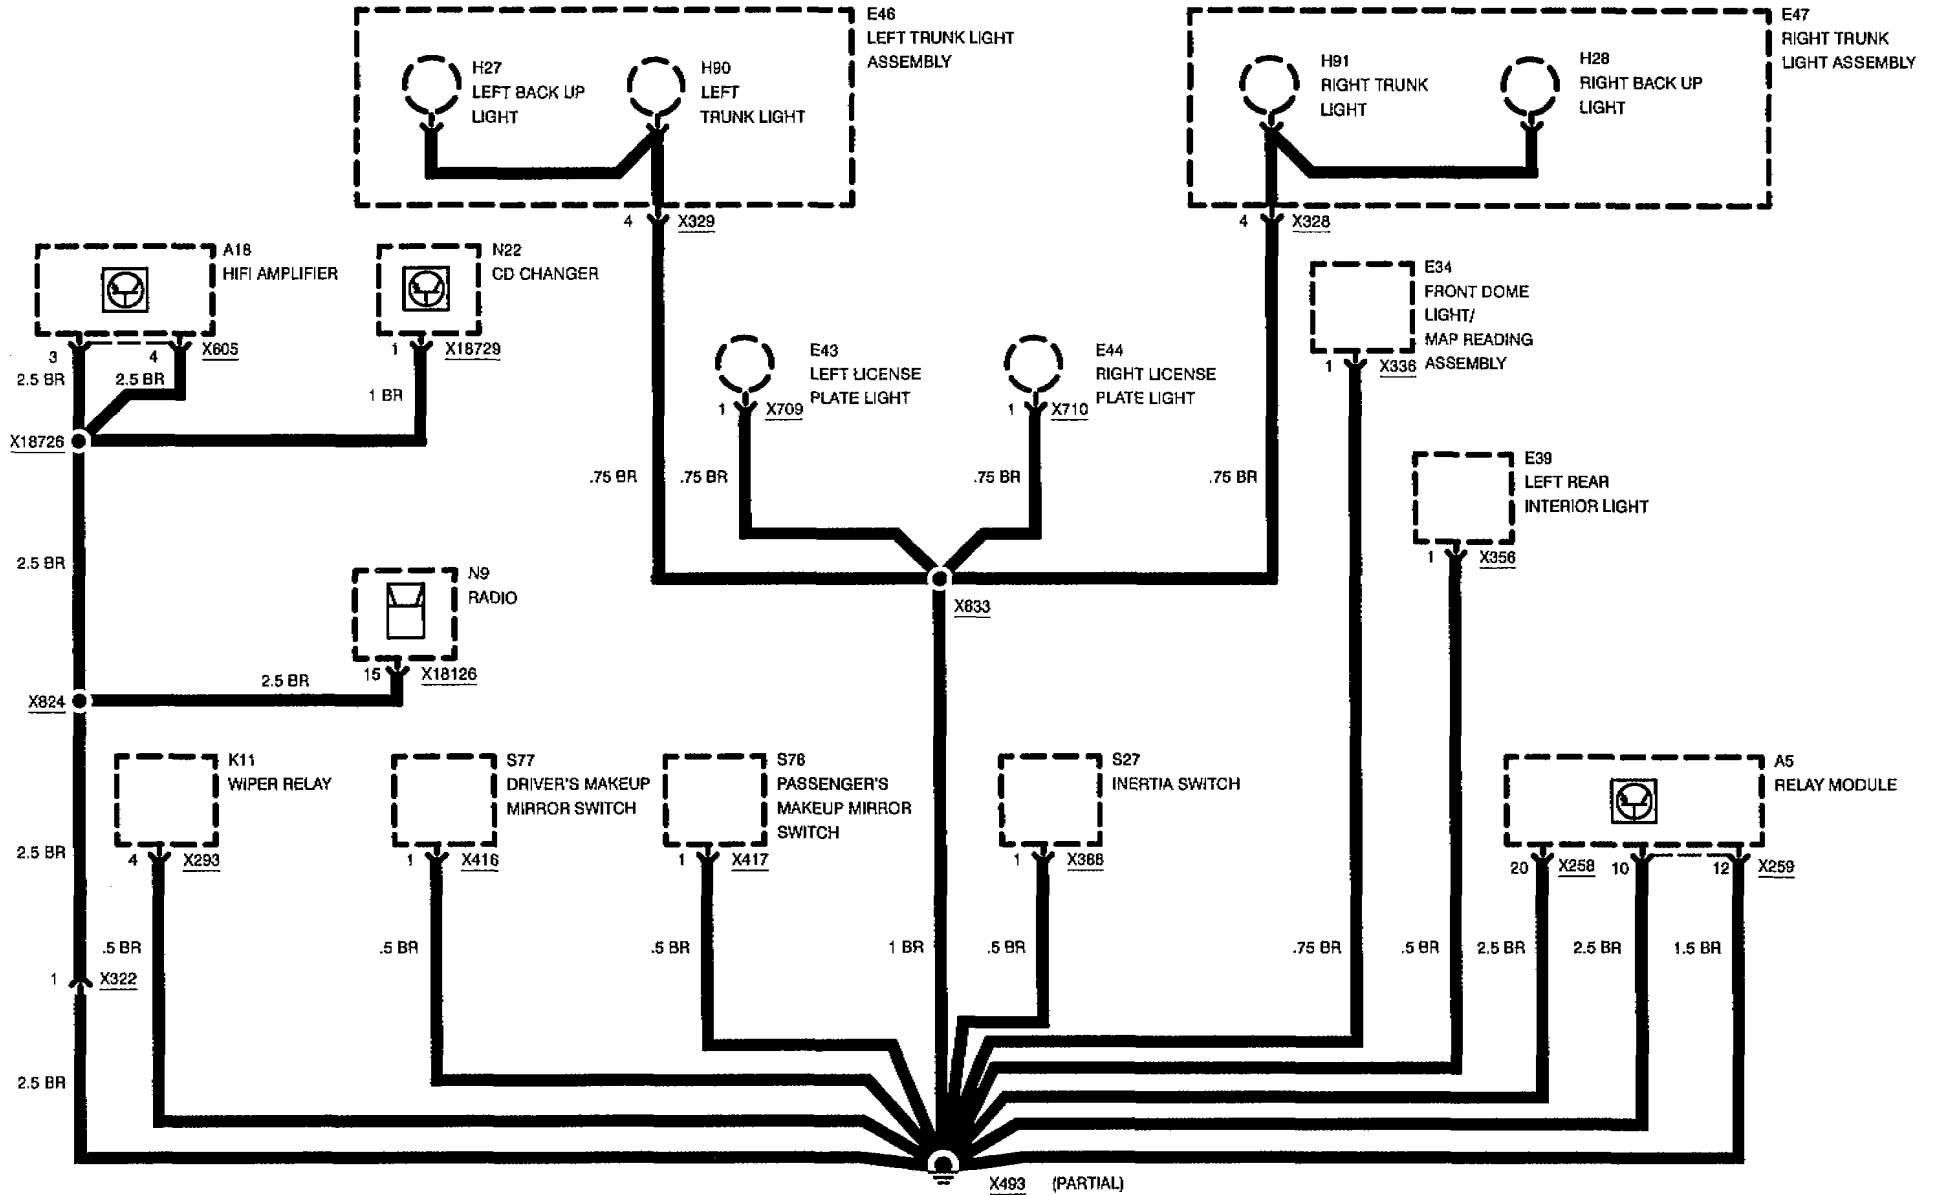 E46
LEFT TRUNK LIGHT
ASSEMBLY
H27
LEFT BACK UP
LIGHT
H90
LEFT
TRUNK LIGHT
4
X329
E47
RIGHT TRUNK
LIGHT ASSEMBLY
H91
RIGHT TRUNK
LIGHT
H28
RIGHT BACK UP
LIGHT
4
X328
A18
HIFI AMPLIFIER
3
4
X605
2.5 BR
2.5 BR
N22
CD CHANGER
1
X18729
1 BR
X18726
E43
LEFT LICENSE
PLATE LIGHT
1
X709
E44
RIGHT LICENSE
PLATE LIGHT
1
X710
E34
FRONT DOME
LIGHT/
MAP READING
ASSEMBLY
1
X336
.75 BR
.75 BR
.75 BR
.75 BR
E39
LEFT REAR
INTERIOR LIGHT
1
X356
2.5 BR
N9
RADIO
15
X18126
2.5 BR
X833
X824
K11
WIPER RELAY
4
X293
S77
DRIVER'S MAKEUP
MIRROR SWITCH
1
X416
S78
PASSENGER'S
MAKEUP MIRROR
SWITCH
1
X417
S27
INERTIA SWITCH
1
X368
A5
RELAY MODULE
20
X258
10
12
X259
2.5 BR
.5 BR
.5 BR
.5 BR
1 BR
.5 BR
.75 BR
.5 BR
2.5 BR
2.5 BR
1.5 BR
1
X322
2.5 BR
X493
(PARTIAL)